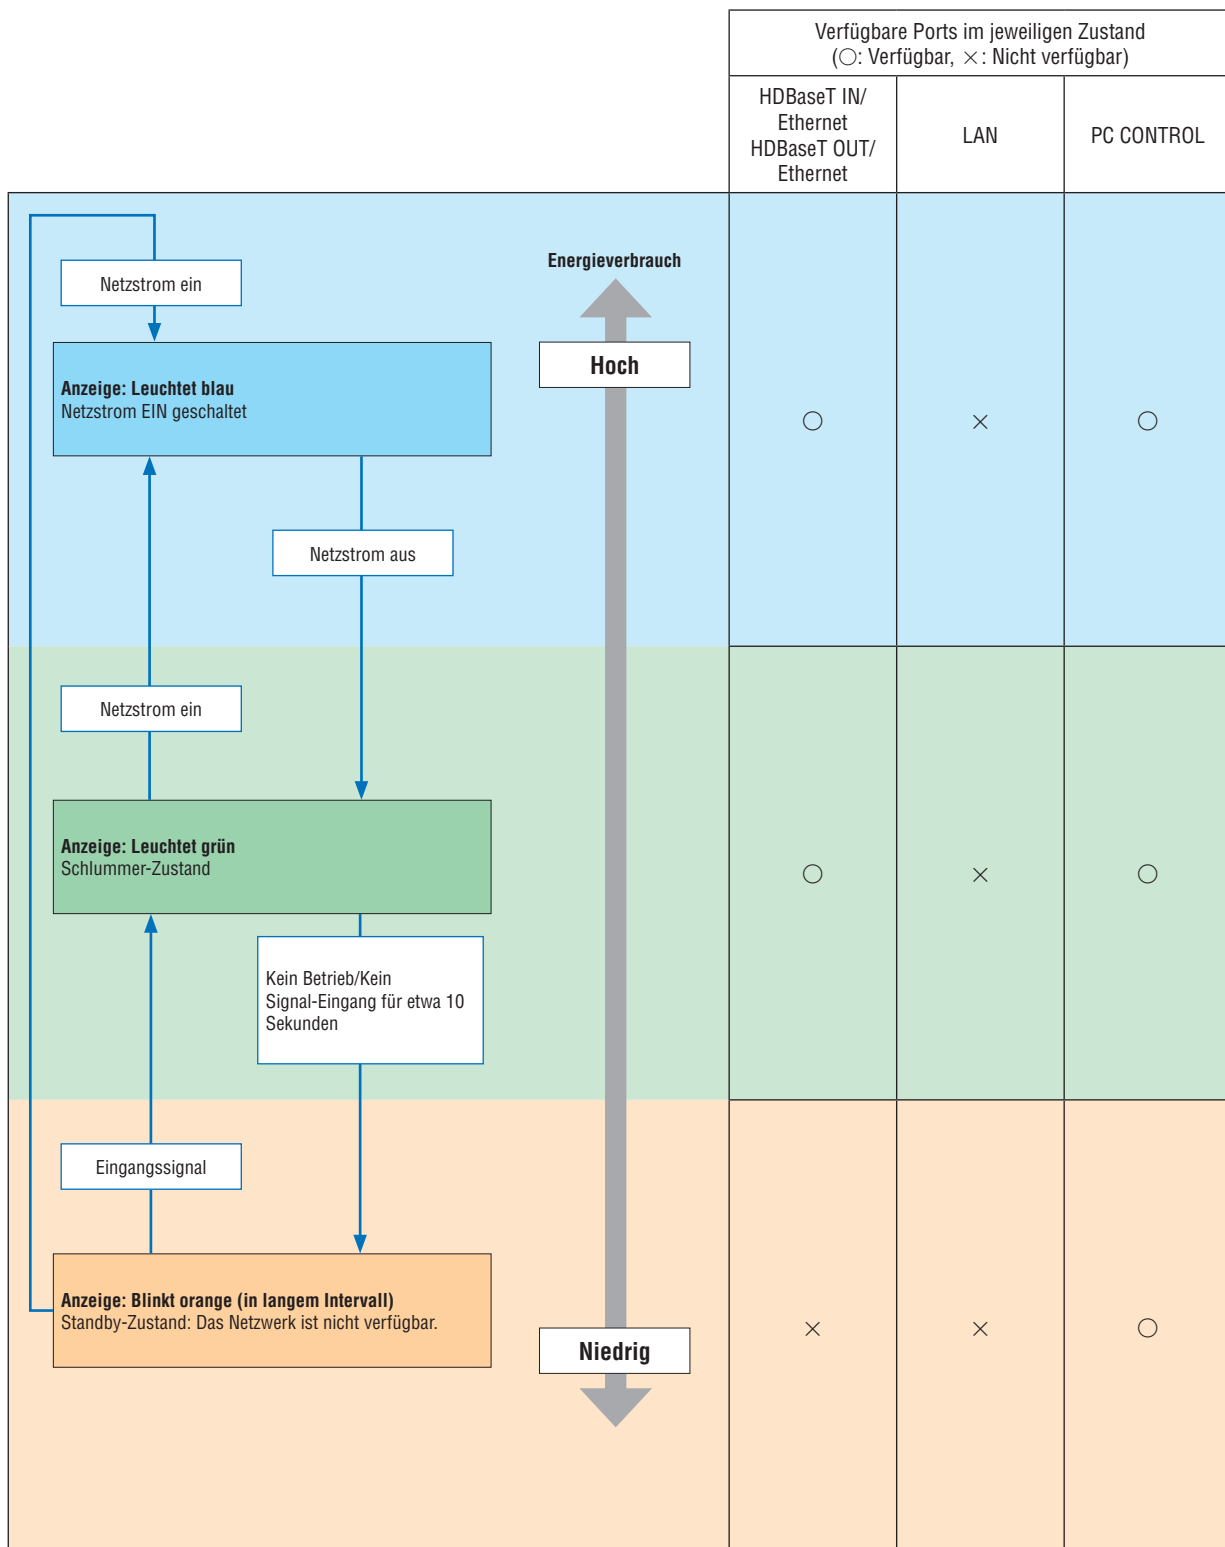 Verfügbare Ports im jeweiligen Zustand
(○: Verfügbar, ×: Nicht verfügbar)
HDBaseT IN/
Ethernet
HDBaseT OUT/
Ethernet
LAN
PC CONTROL
Netzstrom ein
Energieverbrauch
Hoch
Anzeige: Leuchtet blau
Netzstrom EIN geschaltet
○ × ○
Netzstrom aus
Netzstrom ein
Anzeige: Leuchtet grün
Schlummer-Zustand
○ × ○
Kein Betrieb/Kein
Signal-Eingang für etwa 10
Sekunden
Eingangssignal
Anzeige: Blinkt orange (in langem Intervall)
Standby-Zustand: Das Netzwerk ist nicht verfügbar.
Niedrig
× × ○